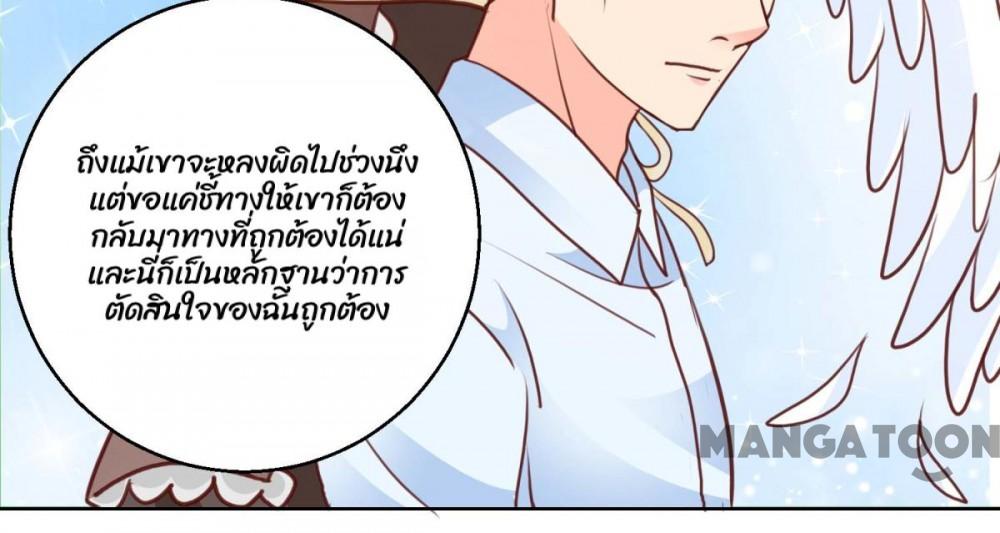 ถึงแม้เขาจะหลงผิดไปช่วงนึง
แต่ขอแค่ชี้ทางให้เขาก็ต้อง
กลับมาทางที่ถูกต้องได้แน่
และนี่ก็เป็นหลักฐานว่าการ
ตัดสินใจของฉันถูกต้อง
MANGATOON